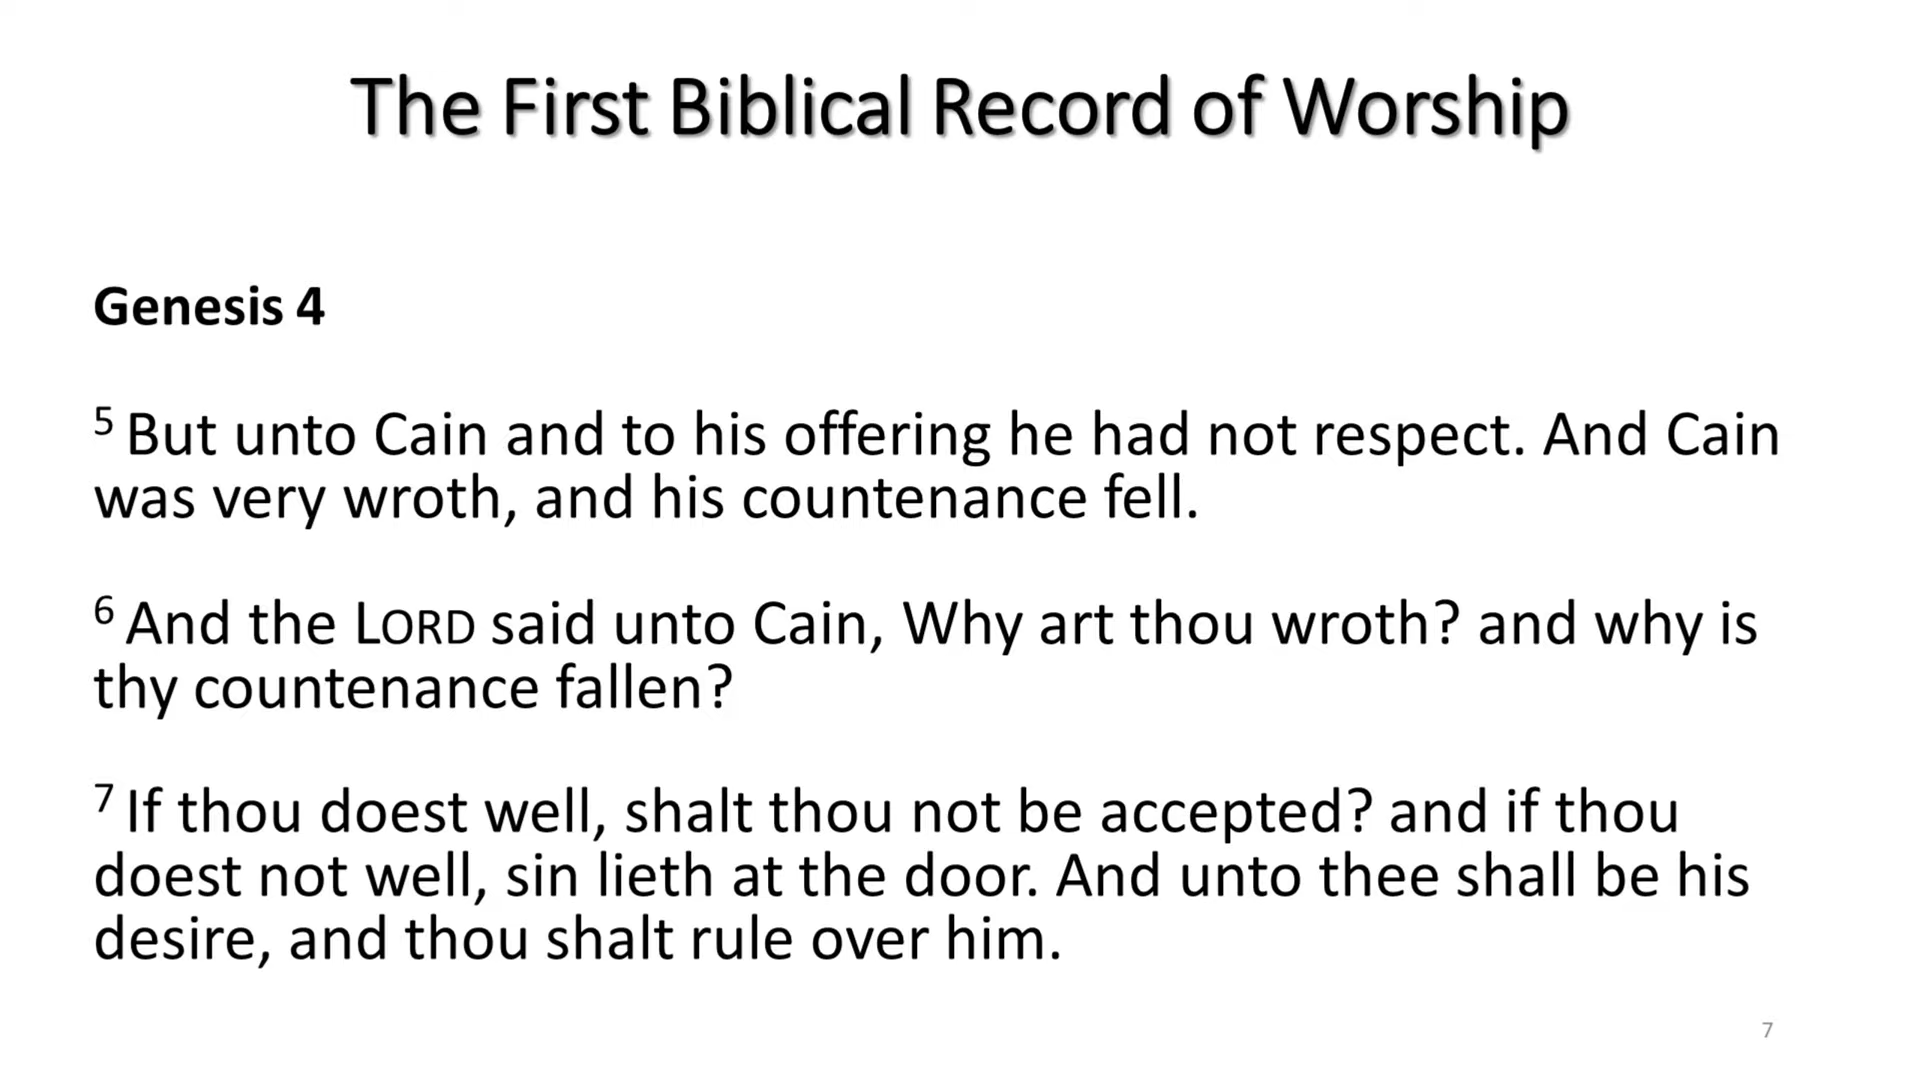 The First Biblical Record of Worship
Genesis 4
5 But unto Cain and to his offering he had not respect. And Cain
was very wroth, and his countenance fell.
6 And the LORD said unto Cain, Why art thou wroth? and why is
thy countenance fallen?
7 If thou doest well, shalt thou not be accepted? and if thou
doest not well, sin lieth at the door. And unto thee shall be his
desire, and thou shalt rule over him.
7